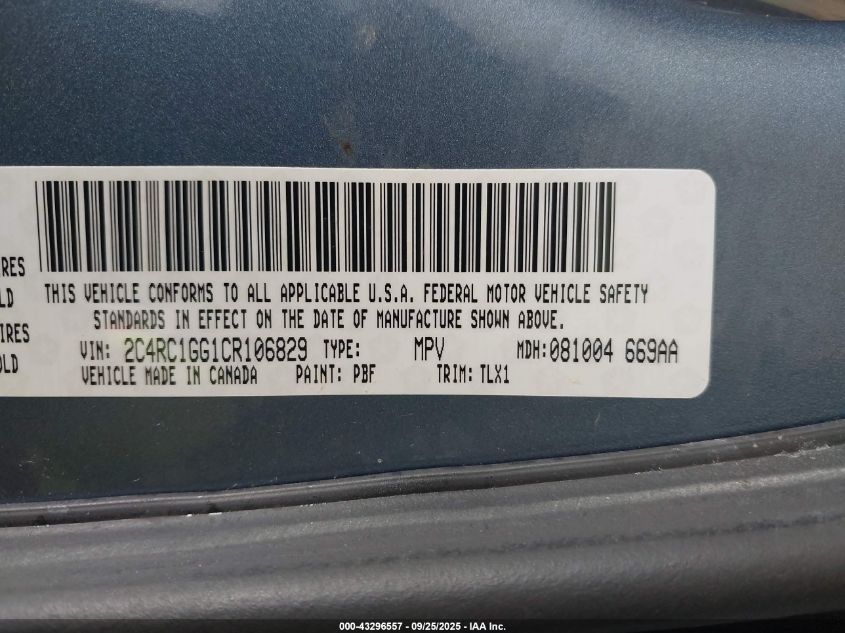 RES
LD
IRES
OLD
THIS VEHICLE CONFORMS TO ALL APPLICABLE U.S.A. FEDERAL MOTOR VEHICLE SAFETY
STANDARDS IN EFFECT ON THE DATE OF MANUFACTURE SHOWN ABOVE.
VIN: 2C4RC1GG1CR106829 TYPE: MPV MDH:081004 669AA
VEHICLE MADE IN CANADA PAINT: PBF TRIM: TLX1
000-43296557 - 09/25/2025 - IAA Inc.